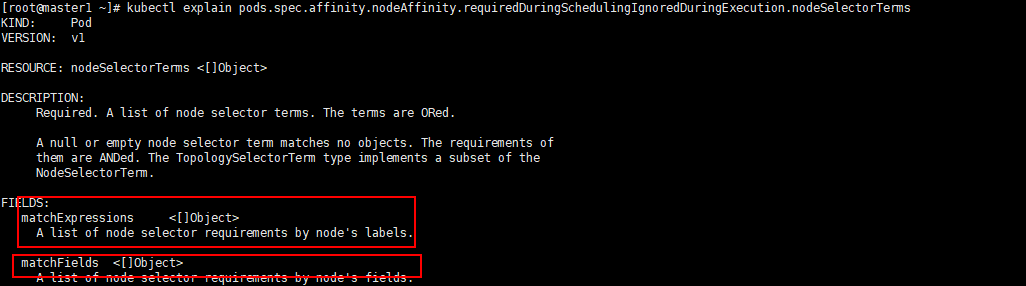 [root@master1 ~]# kubectl explain pods.spec.affinity.nodeAffinity.requiredDuringSchedulingIgnoredDuringExecution.nodeSelectorTerms
KIND:     Pod
VERSION:  v1
RESOURCE: nodeSelectorTerms <[]Object>
DESCRIPTION:
     Required. A list of node selector terms. The terms are ORed.
     A null or empty node selector term matches no objects. The requirements of
     them are ANDed. The TopologySelectorTerm type implements a subset of the
     NodeSelectorTerm.
FIELDS:
   matchExpressions     <[]Object>
     A list of node selector requirements by node's labels.
   matchFields  <[]Object>
     A list of node selector requirements by node's fields.